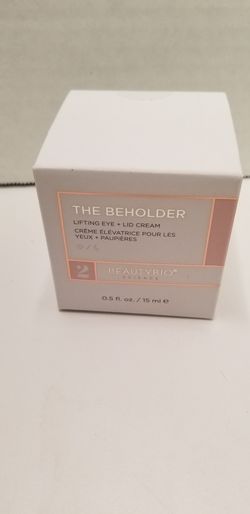 THE BEHOLDER
LIFTING EYE + LID CREAM
CRÈME ÉLÉVATRICE POUR LES
YEUX + PAUPIÈRES
2
BEAUTYBIO®
SCIENCE
0.5 fl. oz. / 15 ml e